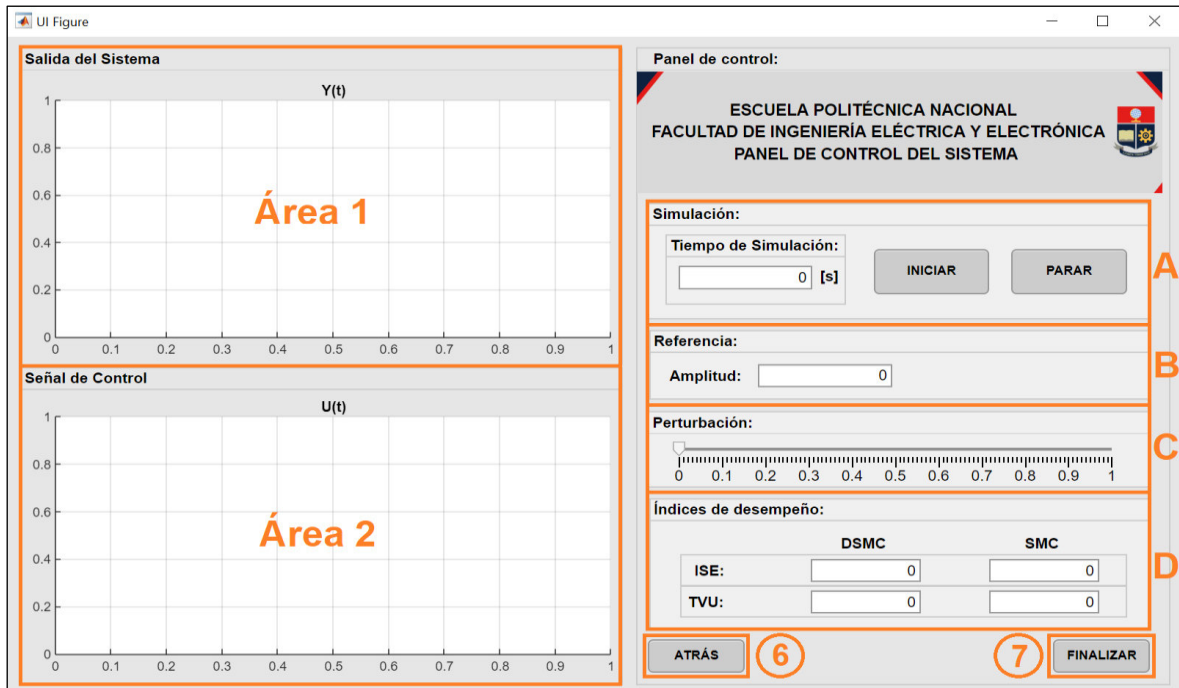 UI Figure
Salida del Sistema
Y(t)
1
0.8
0.6
0.4
0.2
0
0 0.1 0.2 0.3 0.4 0.5 0.6 0.7 0.8 0.9 1
Área 1
Señal de Control
U(t)
1
0.8
0.6
0.4
0.2
0
0 0.1 0.2 0.3 0.4 0.5 0.6 0.7 0.8 0.9 1
Área 2
Panel de control:
ESCUELA POLITÉCNICA NACIONAL
FACULTAD DE INGENIERÍA ELÉCTRICA Y ELECTRÓNICA
PANEL DE CONTROL DEL SISTEMA
Simulación:
Tiempo de Simulación:
0 [s]
INICIAR PARAR
A
Referencia:
Amplitud: 0
B
Perturbación:
0 0.1 0.2 0.3 0.4 0.5 0.6 0.7 0.8 0.9 1
C
Índices de desempeño:
DSMC SMC
ISE: 0 0
TVU: 0 0
D
ATRÁS 6 7 FINALIZAR